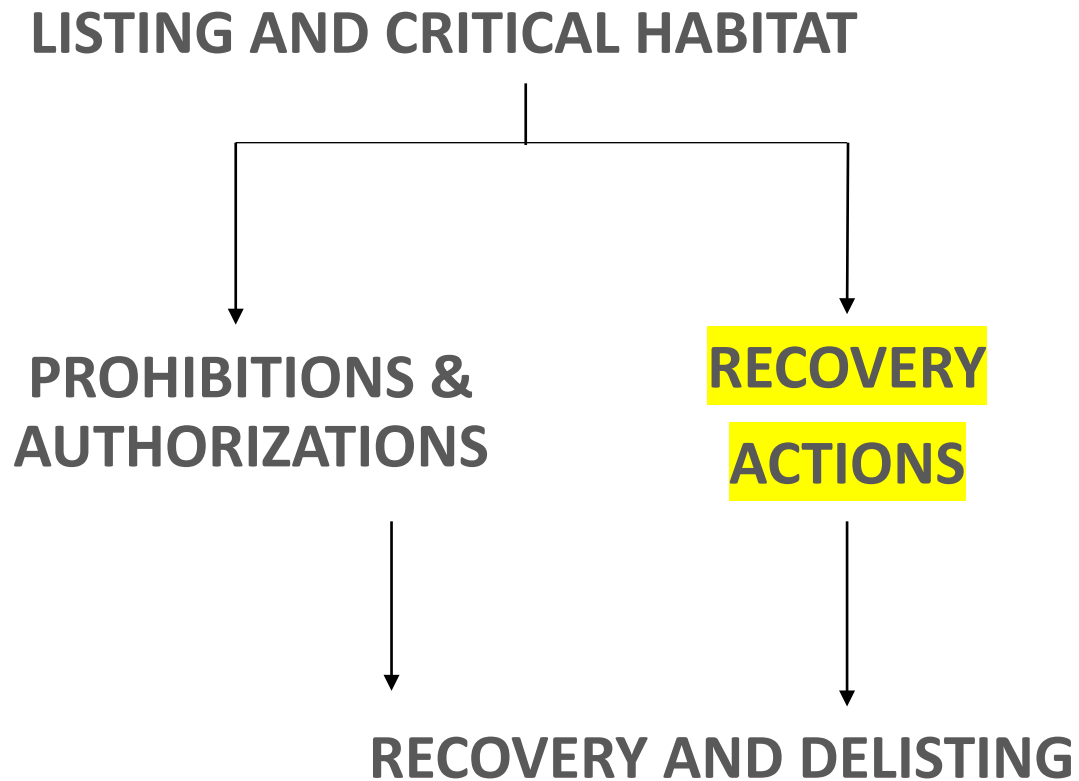 LISTING AND CRITICAL HABITAT
PROHIBITIONS &
AUTHORIZATIONS
RECOVERY
ACTIONS
RECOVERY AND DELISTING